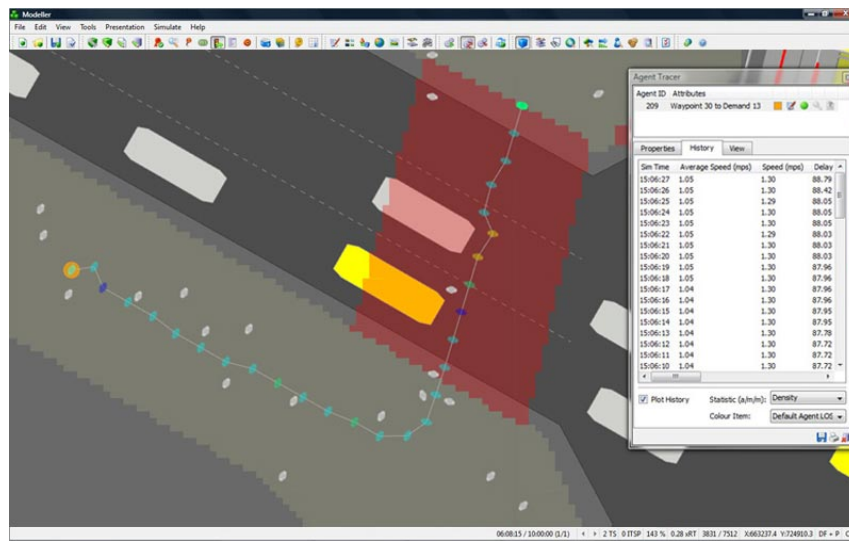 Modeller
File Edit View Tools Presentation Simulate Help
Agent Tracer
Agent ID Attributes
209 Waypoint 30 to Demand 13
Properties History View
Sim Time Average Speed (mps) Speed (mps) Delay
15:06:27 1.05 1.30 88.79
15:06:26 1.05 1.30 88.42
15:06:25 1.05 1.29 88.05
15:06:24 1.05 1.30 88.05
15:06:23 1.05 1.30 88.05
15:06:22 1.05 1.29 88.03
15:06:21 1.05 1.30 88.03
15:06:20 1.05 1.30 88.03
15:06:19 1.05 1.30 87.96
15:06:18 1.05 1.30 87.96
15:06:17 1.04 1.30 87.96
15:06:16 1.04 1.30 87.96
15:06:15 1.04 1.30 87.95
15:06:14 1.04 1.30 87.95
15:06:13 1.04 1.30 87.78
15:06:12 1.04 1.30 87.72
15:06:11 1.04 1.30 87.72
15:06:10 1.04 1.30 87.72
Plot History Statistic (a/m/m): Density
Colour Item: Default Agent LOS
06:08:15 / 10:00:00 (1/1) 2 TS 0 ITSP 143 % 0.28 xRT 3831 / 7512 X:663237.4 Y:724910.3 DF + P